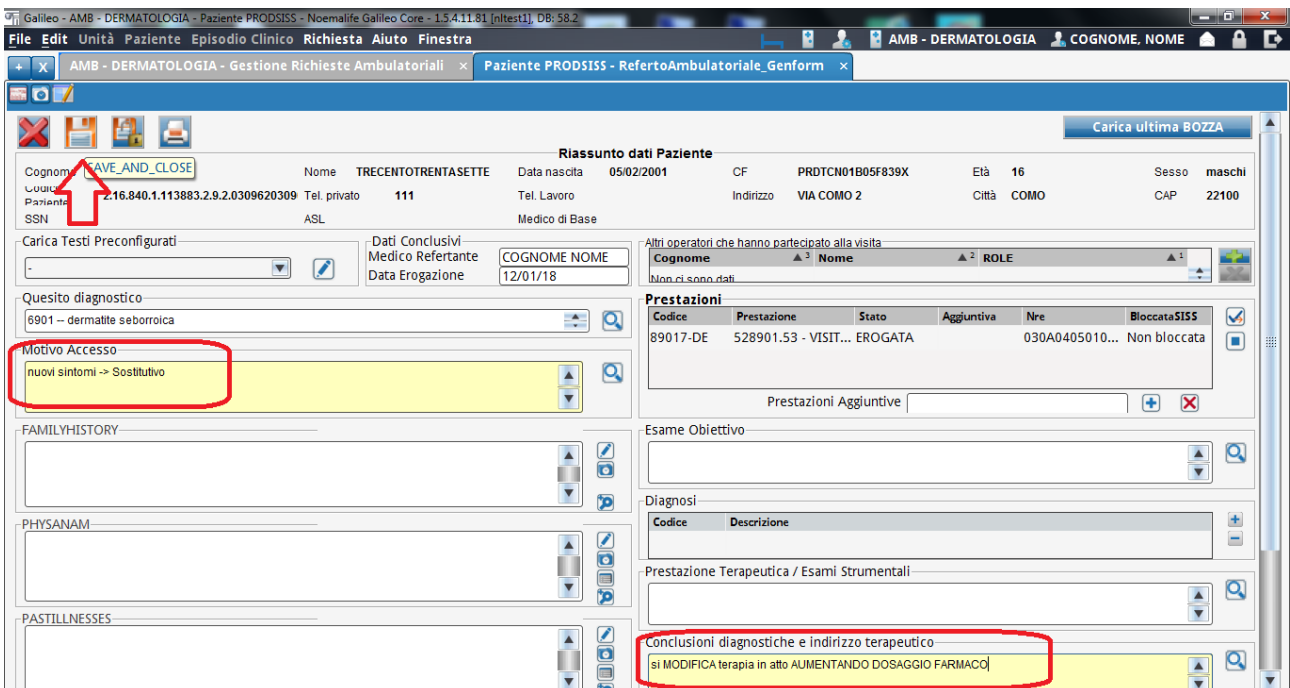 Galileo - AMB - DERMATOLOGIA - Paziente PRODSISS - Noemalife Galileo Core - 1.5.4.11.81 [nltest1], DB: 58.2
File Edit Unità Paziente Episodio Clinico Richiesta Aiuto Finestra
AMB - DERMATOLOGIA COGNOME, NOME
+ X AMB - DERMATOLOGIA - Gestione Richieste Ambulatoriali × Paziente PRODSISS - RefertoAmbulatoriale_Genform ×
Carica ultima BOZZA
Riassunto dati Paziente
Cognome SAVE_AND_CLOSE Nome TRECENTOTRENTASETTE Data nascita 05/02/2001 CF PRDTCN01B05F839X Età 16 Sesso maschi
Paziente 2.16.840.1.113883.2.9.2.0309620309 Tel. privato 111 Tel. Lavoro Indirizzo VIA COMO 2 Città COMO CAP 22100
SSN ASL Medico di Base
Carica Testi Preconfigurati
-
Dati Conclusivi
Medico Refertante COGNOME NOME
Data Erogazione 12/01/18
Altri operatori che hanno partecipato alla visita
Cognome 3 Nome 2 ROLE 1
Non ci sono dati
Quesito diagnostico
6901 -- dermatite seborroica
Prestazioni
Codice Prestazione Stato Aggiuntiva Nre BloccataSISS
89017-DE 528901.53 - VISIT... EROGATA 030A0405010... Non bloccata
Motivo Accesso
nuovi sintomi -> Sostitutivo
Prestazioni Aggiuntive
FAMILYHISTORY
Esame Obiettivo
Diagnosi
Codice Descrizione
PHYSANAM
Prestazione Terapeutica / Esami Strumentali
PASTILLNESSES
Conclusioni diagnostiche e indirizzo terapeutico
si MODIFICA terapia in atto AUMENTANDO DOSAGGIO FARMACO